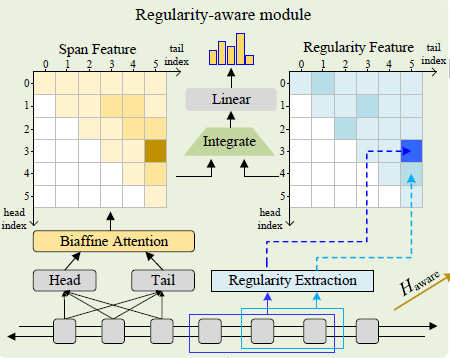 Regularity-aware module
Span Feature
tail
index
0 1 2 3 4 5
0
1
2
3
4
5
head
index
Linear
Integrate
Regularity Feature
tail
index
0 1 2 3 4 5
0
1
2
3
4
5
head
index
Biaffine Attention
Head
Tail
Regularity Extraction
Haware